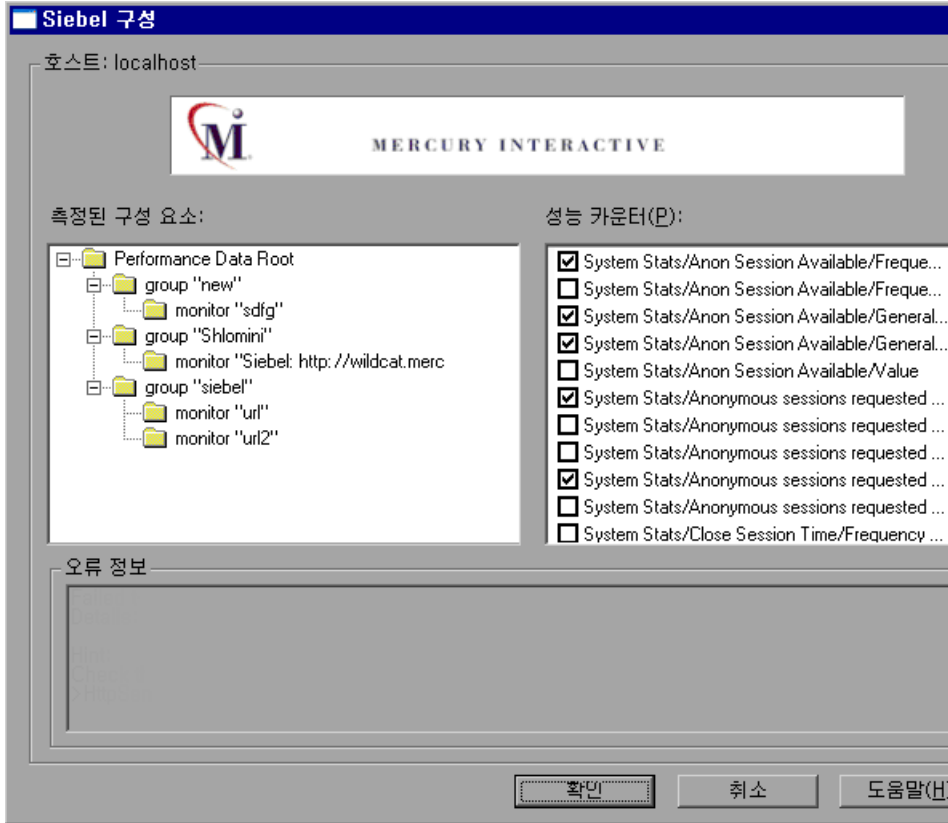 Siebel 구성
호스트: localhost
MERCURY INTERACTIVE
측정된 구성 요소:
Performance Data Root
group "new"
monitor "sdfg"
group "Shlomini"
monitor "Siebel: http://wildcat.merc
group "siebel"
monitor "url"
monitor "url2"
성능 카운터(P):
System Stats/Anon Session Available/Freque...
System Stats/Anon Session Available/Freque...
System Stats/Anon Session Available/General...
System Stats/Anon Session Available/General...
System Stats/Anon Session Available/Value
System Stats/Anonymous sessions requested ...
System Stats/Anonymous sessions requested ...
System Stats/Anonymous sessions requested ...
System Stats/Anonymous sessions requested ...
System Stats/Anonymous sessions requested ...
System Stats/Close Session Time/Frequency ...
오류 정보
확인
취소
도움말(H)